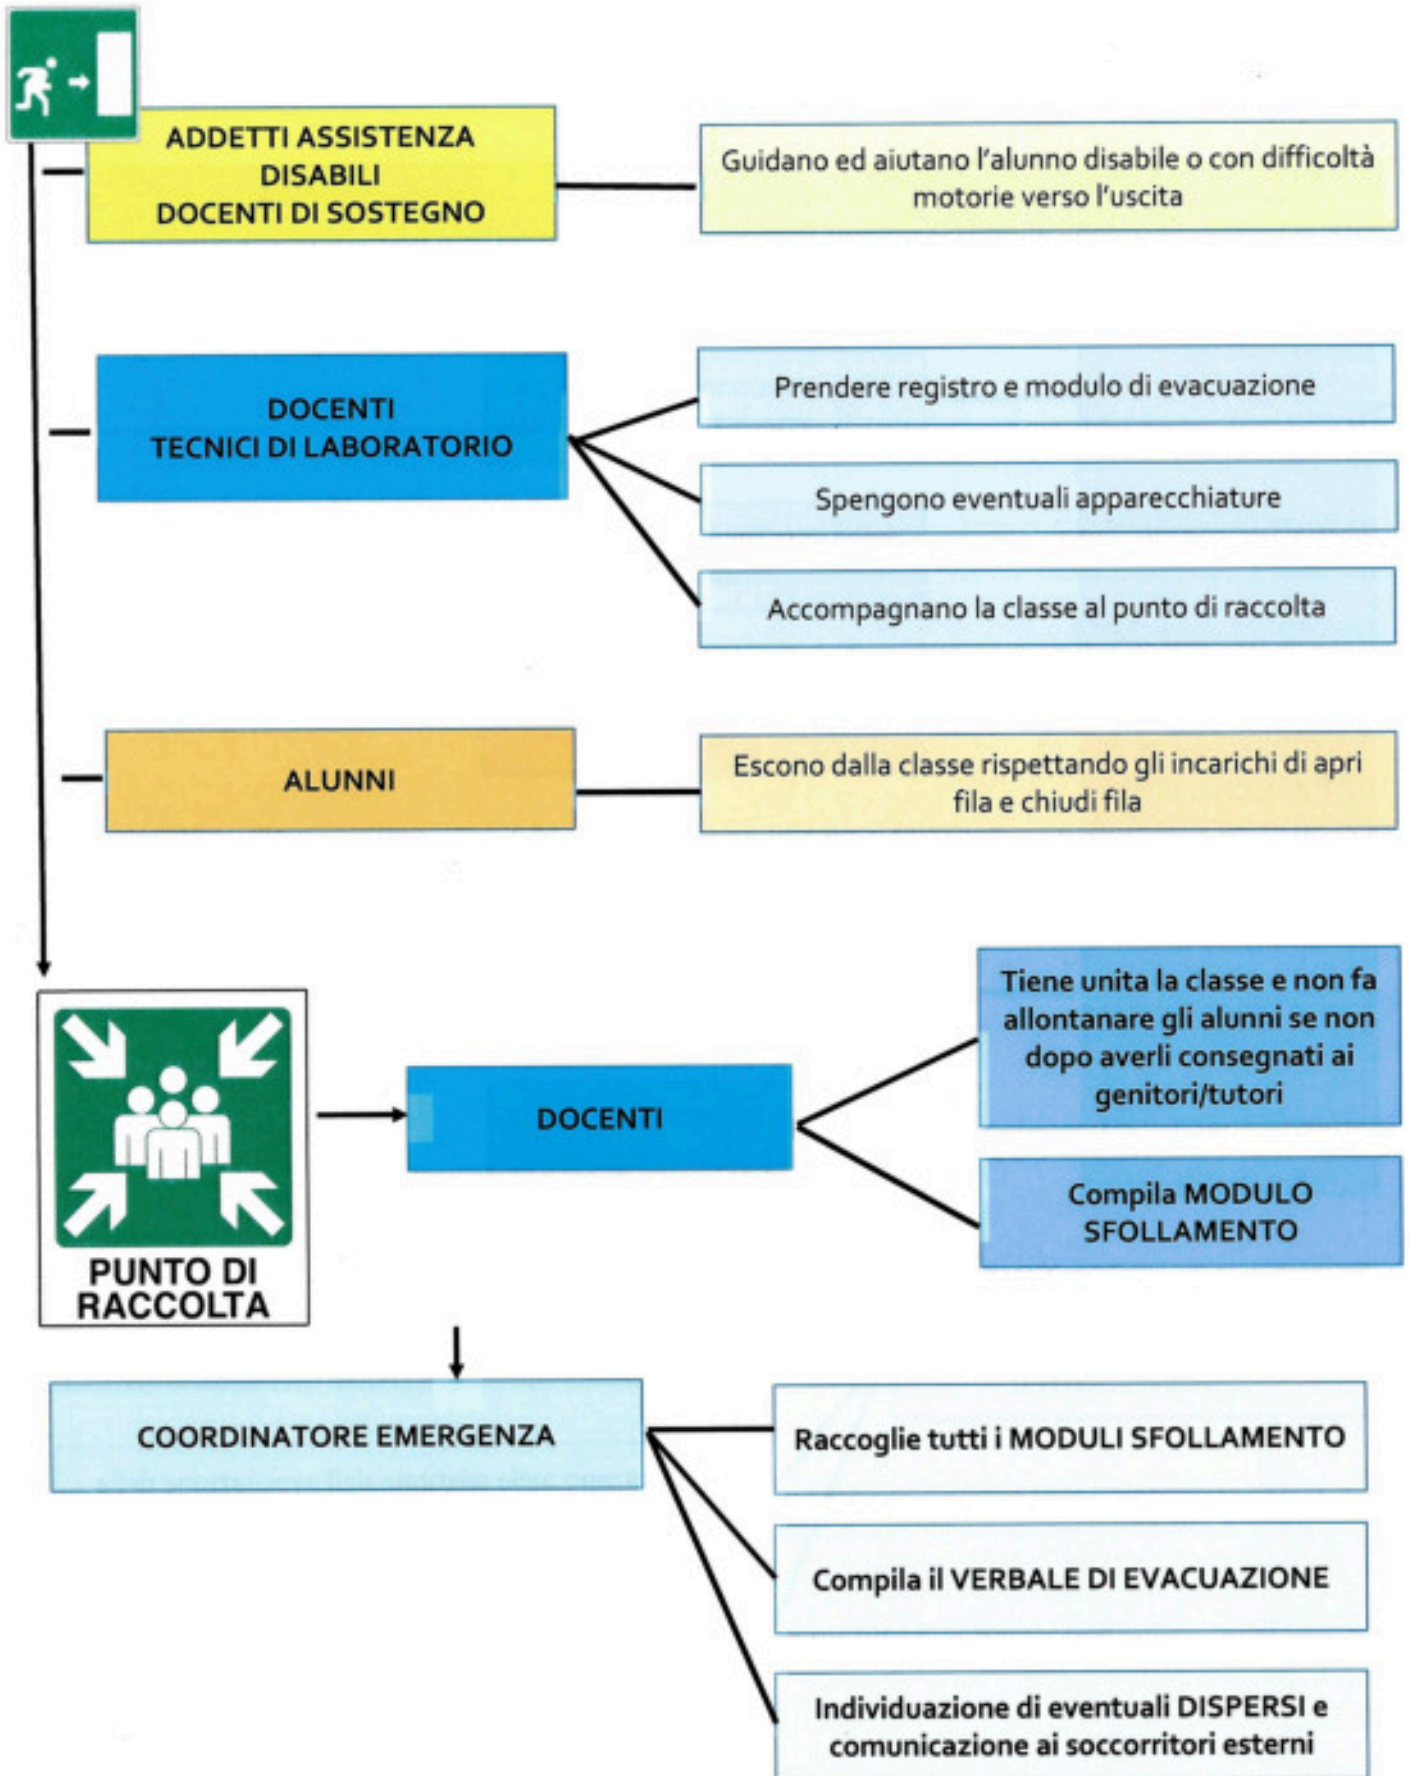 ADDETTI ASSISTENZA
DISABILI
DOCENTI DI SOSTEGNO
Guidano ed aiutano l'alunno disabile o con difficoltà
motorie verso l'uscita
DOCENTI
TECNICI DI LABORATORIO
Prendere registro e modulo di evacuazione
Spengono eventuali apparecchiature
Accompagnano la classe al punto di raccolta
ALUNNI
Escono dalla classe rispettando gli incarichi di apri
fila e chiudi fila
PUNTO DI
RACCOLTA
DOCENTI
Tiene unita la classe e non fa
allontanare gli alunni se non
dopo averli consegnati ai
genitori/tutori
Compila MODULO
SFOLLAMENTO
COORDINATORE EMERGENZA
Raccoglie tutti i MODULI SFOLLAMENTO
Compila il VERBALE DI EVACUAZIONE
Individuazione di eventuali DISPERSI e
comunicazione ai soccorritori esterni